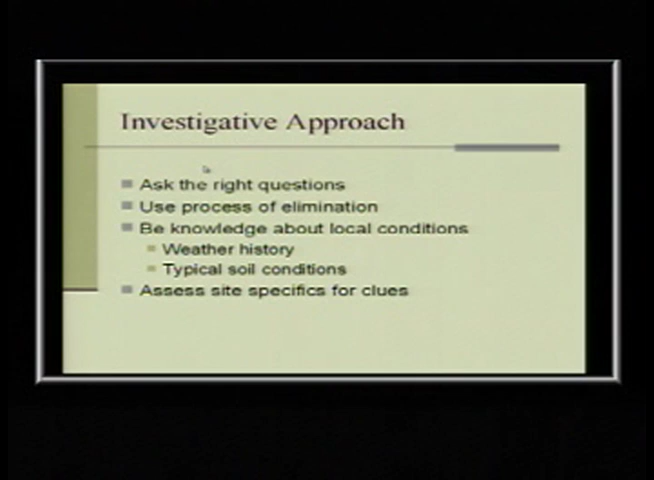 Investigative Approach
Ask the right questions
Use process of elimination
Be knowledge about local conditions
Weather history
Typical soil conditions
Assess site specifics for clues